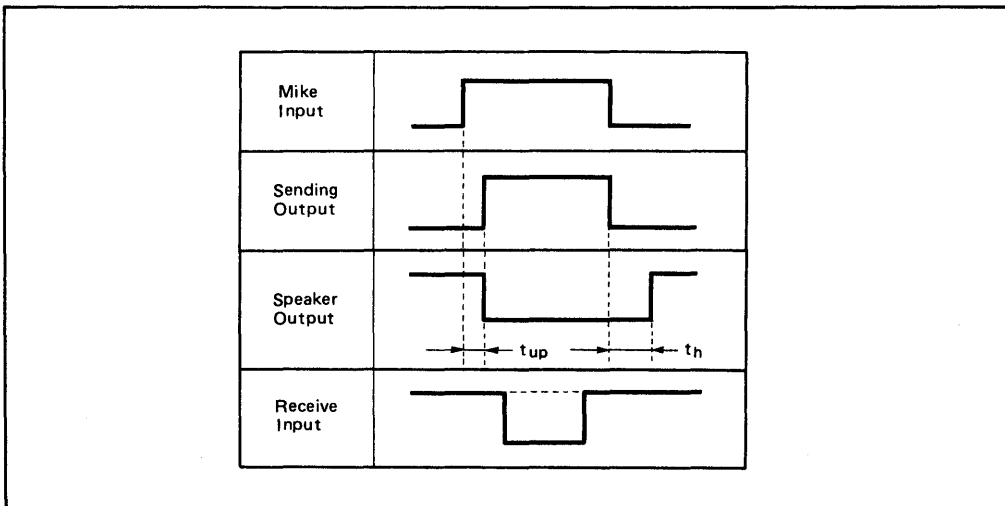 Mike
Input
Sending
Output
Speaker
Output
tup
th
Receive
Input